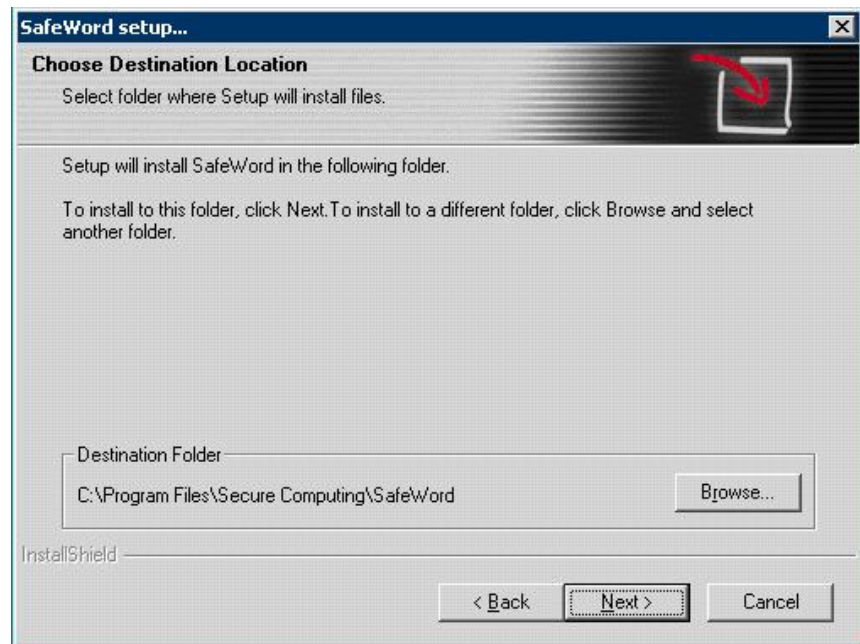 SafeWord setup...
Choose Destination Location
Select folder where Setup will install files.
Setup will install SafeWord in the following folder.
To install to this folder, click Next.To install to a different folder, click Browse and select
another folder.
Destination Folder
C:\Program Files\Secure Computing\SafeWord
Browse...
InstallShield
< Back
Next >
Cancel